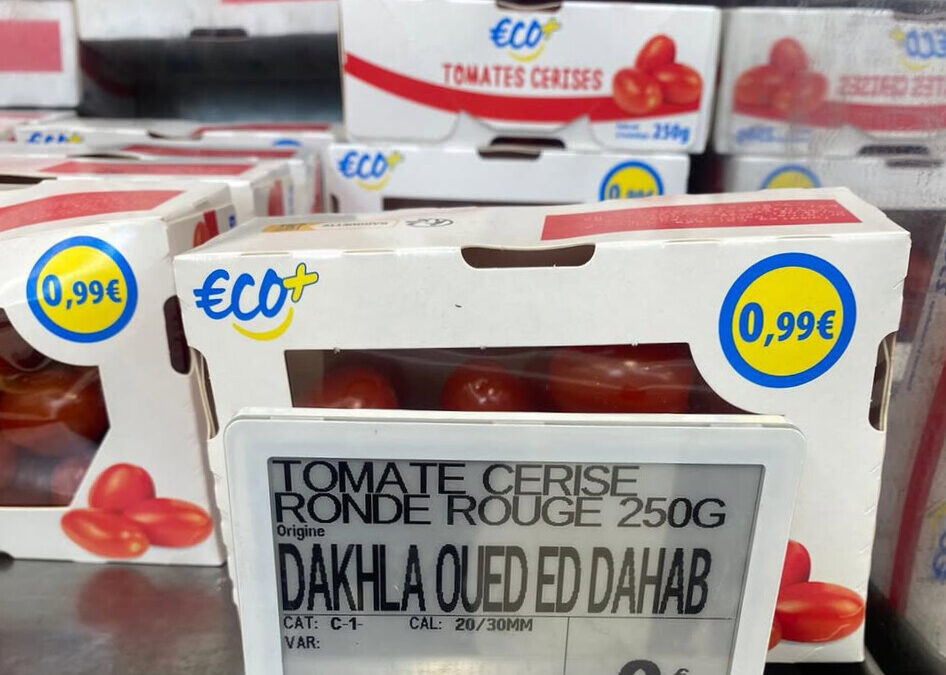 €CO+
TOMATES CERISES
250g
€CO+
€CO+
€CO+
0,99€
0,99€
TOMATE CERISE
RONDE ROUGE 250G
Origine
DAKHLA OUED ED DAHAB
CAT: C-1- CAL: 20/30MM
VAR: